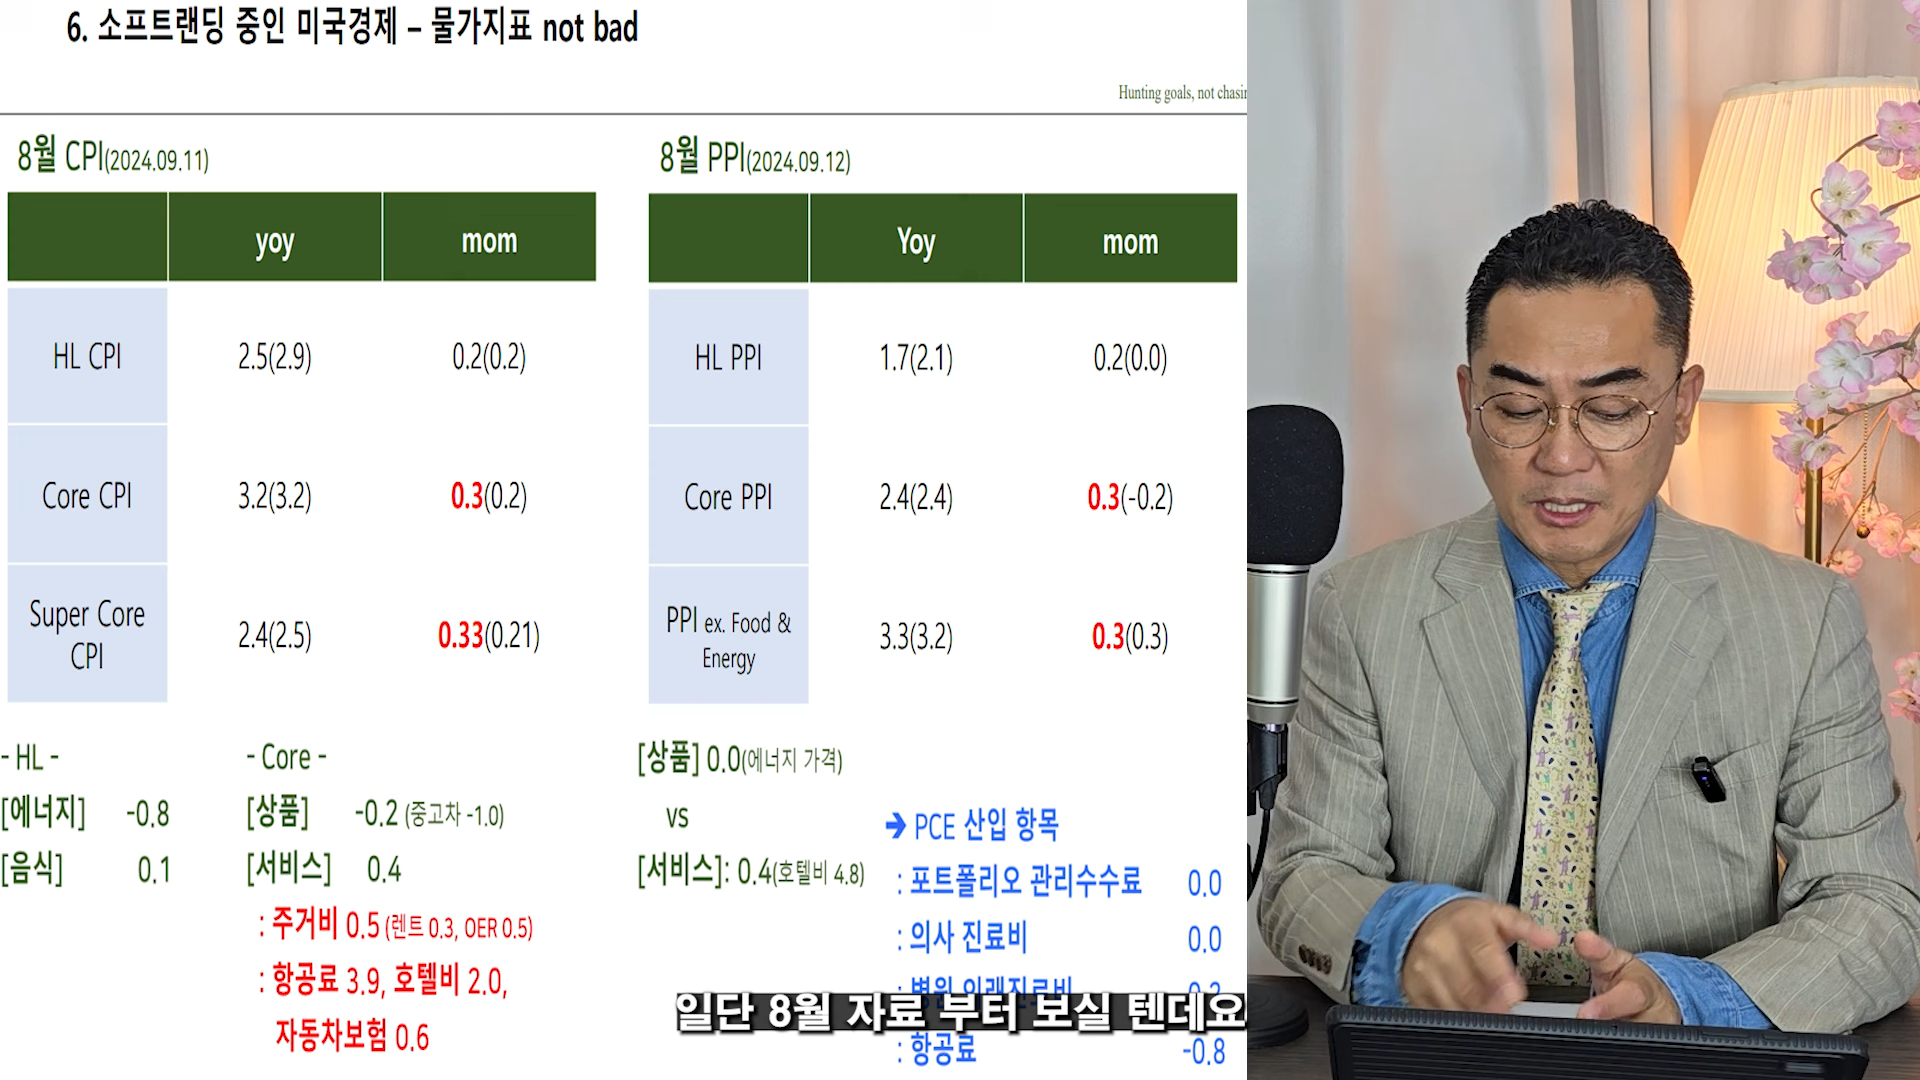 6. 소프트랜딩 중인 미국경제 – 물가지표 not bad
Hunting goals, not
8월 CPI(2024.09.11)
yoy mom
HL CPI 2.5(2.9) 0.2(0.2)
Core CPI 3.2(3.2) 0.3(0.2)
Super Core CPI 2.4(2.5) 0.33(0.21)
- HL -
[에너지] -0.8
[음식] 0.1
- Core -
[상품] -0.2 (중고차 -1.0)
[서비스] 0.4
: 주거비 0.5 (렌트 0.3, OER 0.5)
: 항공료 3.9, 호텔비 2.0,
자동차보험 0.6
8월 PPI(2024.09.12)
Yoy mom
HL PPI 1.7(2.1) 0.2(0.0)
Core PPI 2.4(2.4) 0.3(-0.2)
PPI ex. Food & Energy 3.3(3.2) 0.3(0.3)
[상품] 0.0(에너지 가격)
vs
[서비스]: 0.4(호텔비 4.8)
➔ PCE 산입 항목
: 포트폴리오 관리수수료 0.0
: 의사 진료비 0.0
: 항공료 -0.8
일단 8월 자료 부터 보실 텐데요